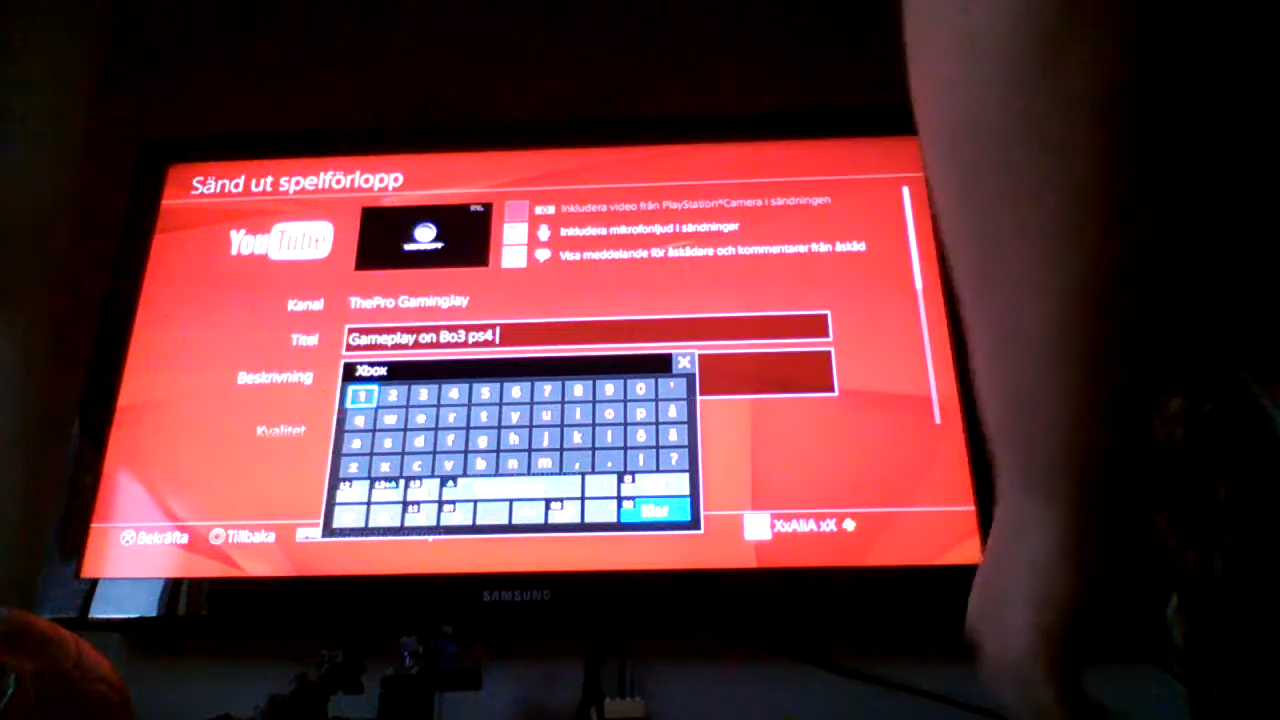 Sänd ut spelförlopp
YouTube
Inkludera video från PlayStation®Camera i sändningen
Inkludera mikrofonljud i sändningar
Visa meddelande för åskådare och kommentarer från åskåd
Kanal ThePro GamingJay
Titel Gameplay on Bo3 ps4
Beskrivning
Xbox
1 2 3 4 5 6 7 8 9 0 '
q w e r t y u i o p å
a s d f g h j k l ö ä
z x c v b n m , . ! ?
Kvalitet
Klar
Bekräfta Tillbaka
XxAliA xX
SAMSUNG